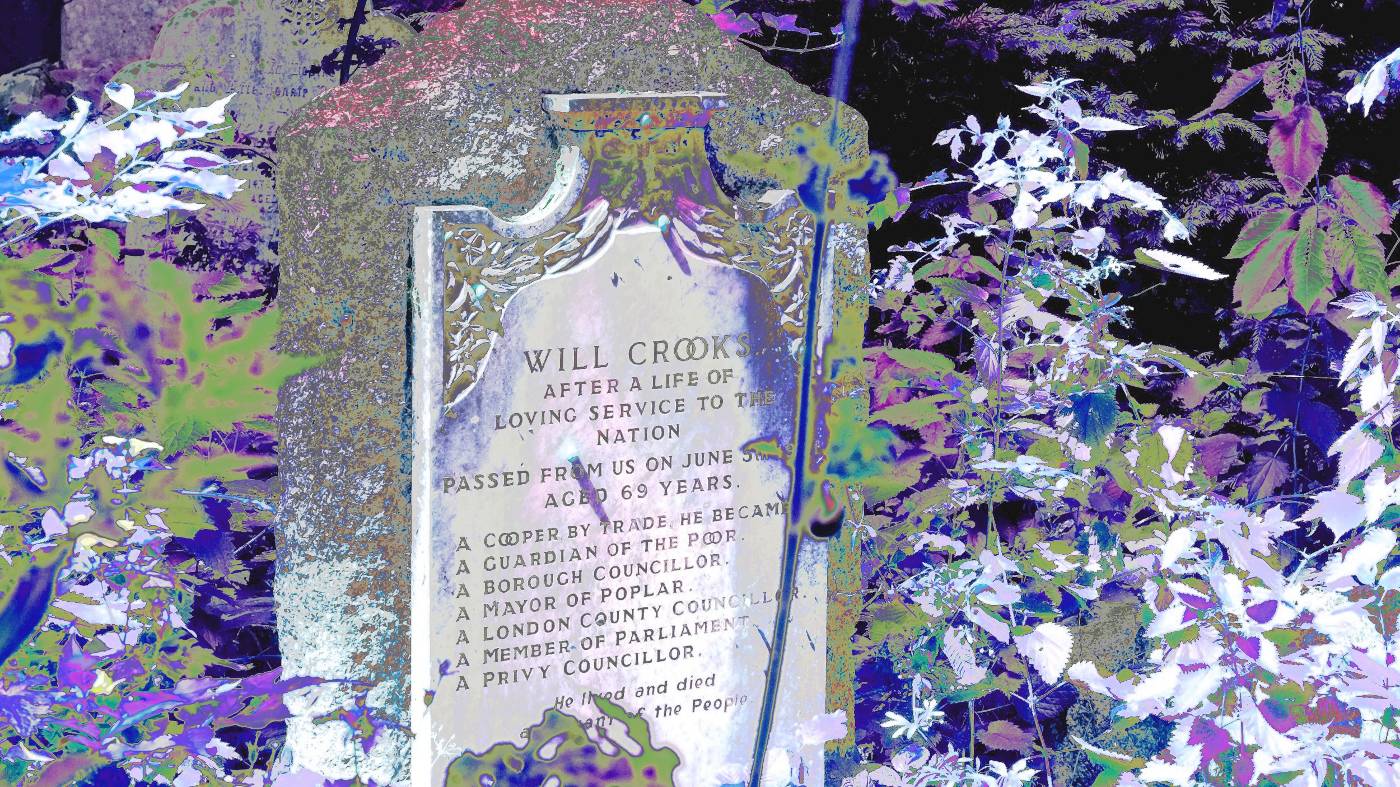 WILL CROOKS
AFTER A LIFE OF
LOVING SERVICE TO THE
NATION
PASSED FROM US ON JUNE 5TH
AGED 69 YEARS.
A COOPER BY TRADE, HE BECAME
A GUARDIAN OF THE POOR.
A BOROUGH COUNCILLOR.
A MAYOR OF POPLAR.
A LONDON COUNTY COUNCILLOR.
A MEMBER OF PARLIAMENT.
A PRIVY COUNCILLOR.
He lived and died
of the People